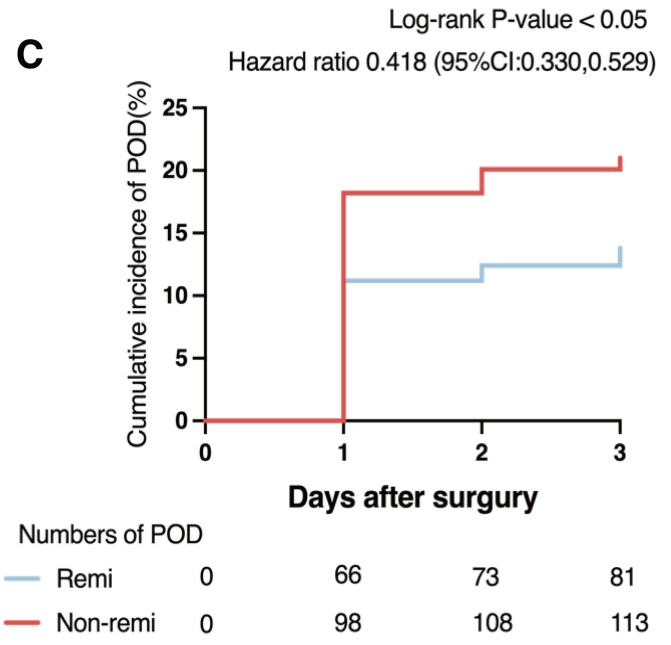 Log-rank P-value < 0.05
C
Hazard ratio 0.418 (95%CI:0.330,0.529)
Cumulative incidence of POD(%)
25
20
15
10
5
0
0 1 2 3
Days after surgury
Numbers of POD
Remi 0 66 73 81
Non-remi 0 98 108 113